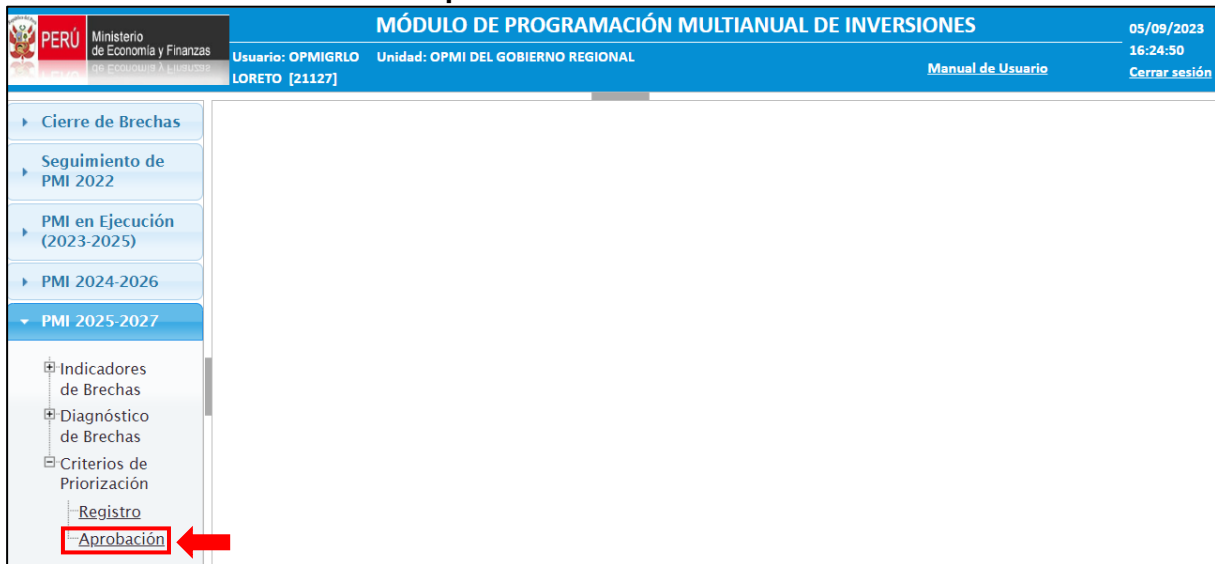 PERÚ
Ministerio
de Economía y Finanzas
MÓDULO DE PROGRAMACIÓN MULTIANUAL DE INVERSIONES
05/09/2023
16:24:50
Usuario: OPMIGRLO
LORETO [21127]
Unidad: OPMI DEL GOBIERNO REGIONAL
Manual de Usuario
Cerrar sesión
Cierre de Brechas
Seguimiento de
PMI 2022
PMI en Ejecución
(2023-2025)
PMI 2024-2026
PMI 2025-2027
Indicadores
de Brechas
Diagnóstico
de Brechas
Criterios de
Priorización
Registro
Aprobación